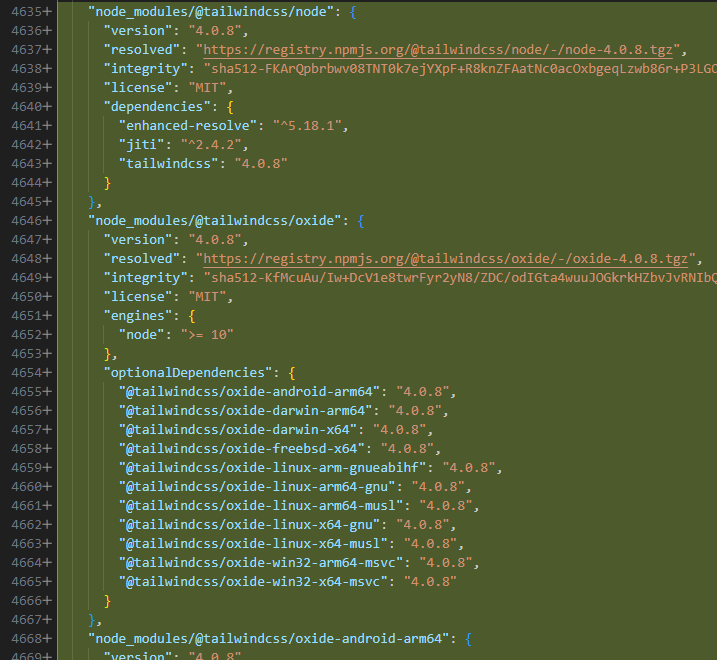 4635+ "node_modules/@tailwindcss/node": {
4636+ "version": "4.0.8",
4637+ "resolved": "https://registry.npmjs.org/@tailwindcss/node/-/node-4.0.8.tgz",
4638+ "integrity": "sha512-FKArQpbrbwv08TNT0k7ejYXpF+R8knZFAatNc0acOxbgeqLzwb86r+P3LGO
4639+ "license": "MIT",
4640+ "dependencies": {
4641+ "enhanced-resolve": "^5.18.1",
4642+ "jiti": "^2.4.2",
4643+ "tailwindcss": "4.0.8"
4644+ }
4645+ },
4646+ "node_modules/@tailwindcss/oxide": {
4647+ "version": "4.0.8",
4648+ "resolved": "https://registry.npmjs.org/@tailwindcss/oxide/-/oxide-4.0.8.tgz",
4649+ "integrity": "sha512-KfMcuAu/Iw+DcV1e8twrFyr2yN8/ZDC/odIGta4wuuJOGkrkHZbvJvRNIbQ
4650+ "license": "MIT",
4651+ "engines": {
4652+ "node": ">= 10"
4653+ },
4654+ "optionalDependencies": {
4655+ "@tailwindcss/oxide-android-arm64": "4.0.8",
4656+ "@tailwindcss/oxide-darwin-arm64": "4.0.8",
4657+ "@tailwindcss/oxide-darwin-x64": "4.0.8",
4658+ "@tailwindcss/oxide-freebsd-x64": "4.0.8",
4659+ "@tailwindcss/oxide-linux-arm-gnueabihf": "4.0.8",
4660+ "@tailwindcss/oxide-linux-arm64-gnu": "4.0.8",
4661+ "@tailwindcss/oxide-linux-arm64-musl": "4.0.8",
4662+ "@tailwindcss/oxide-linux-x64-gnu": "4.0.8",
4663+ "@tailwindcss/oxide-linux-x64-musl": "4.0.8",
4664+ "@tailwindcss/oxide-win32-arm64-msvc": "4.0.8",
4665+ "@tailwindcss/oxide-win32-x64-msvc": "4.0.8"
4666+ }
4667+ },
4668+ "node_modules/@tailwindcss/oxide-android-arm64": {
4669+ "version": "4.0.8"